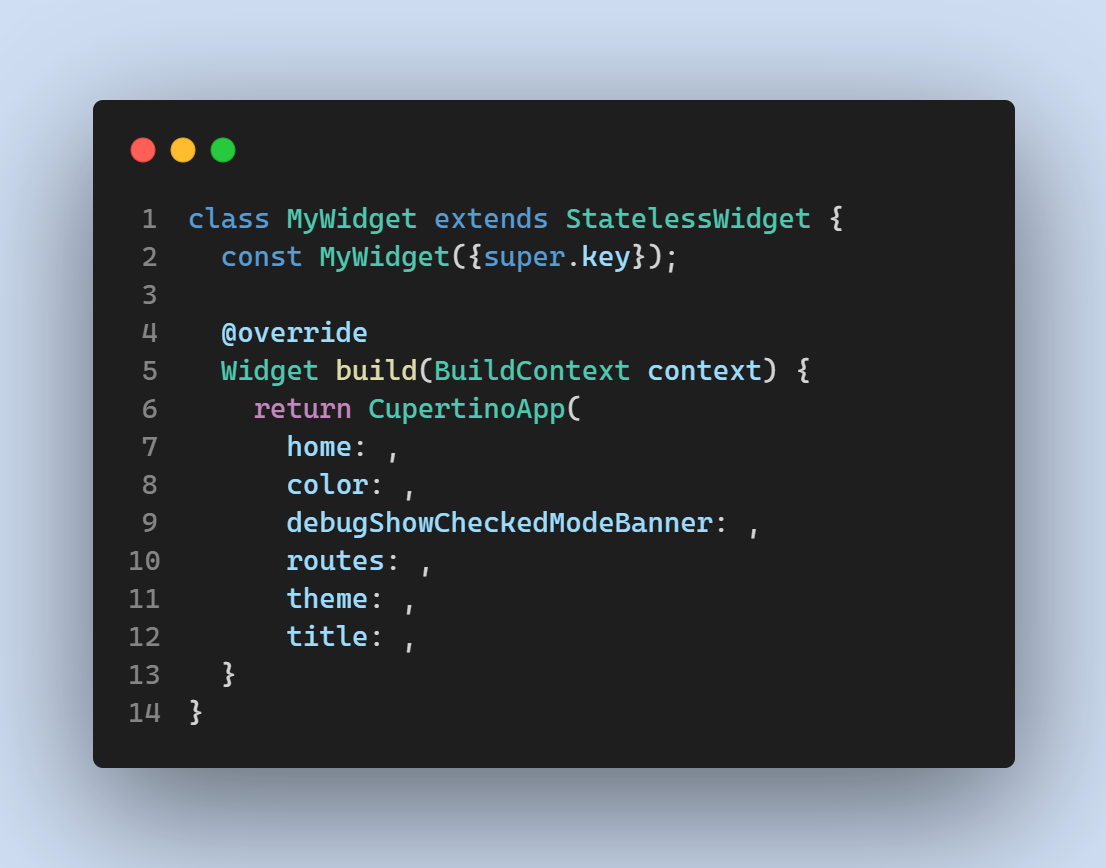 1 class MyWidget extends StatelessWidget {
2   const MyWidget({super.key});
3
4   @override
5   Widget build(BuildContext context) {
6     return CupertinoApp(
7       home: ,
8       color: ,
9       debugShowCheckedModeBanner: ,
10       routes: ,
11       theme: ,
12       title: ,
13   }
14 }